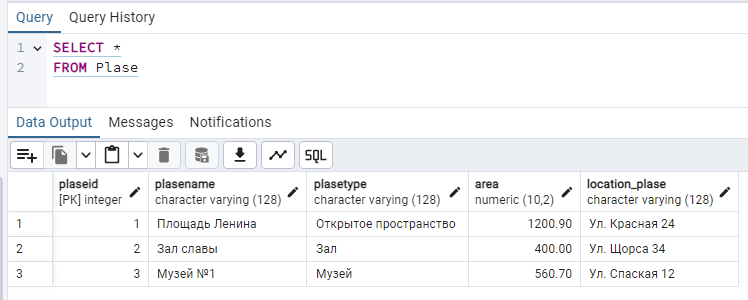 Query Query History
1 SELECT *
2 FROM Plase
Data Output Messages Notifications
SQL
plaseid plasename plasetype area location_plase
[PK] integer character varying (128) character varying (128) numeric (10,2) character varying (128)
1 1 Площадь Ленина Открытое пространство 1200.90 Ул. Красная 24
2 2 Зал славы Зал 400.00 Ул. Щорса 34
3 3 Музей №1 Музей 560.70 Ул. Спаская 12